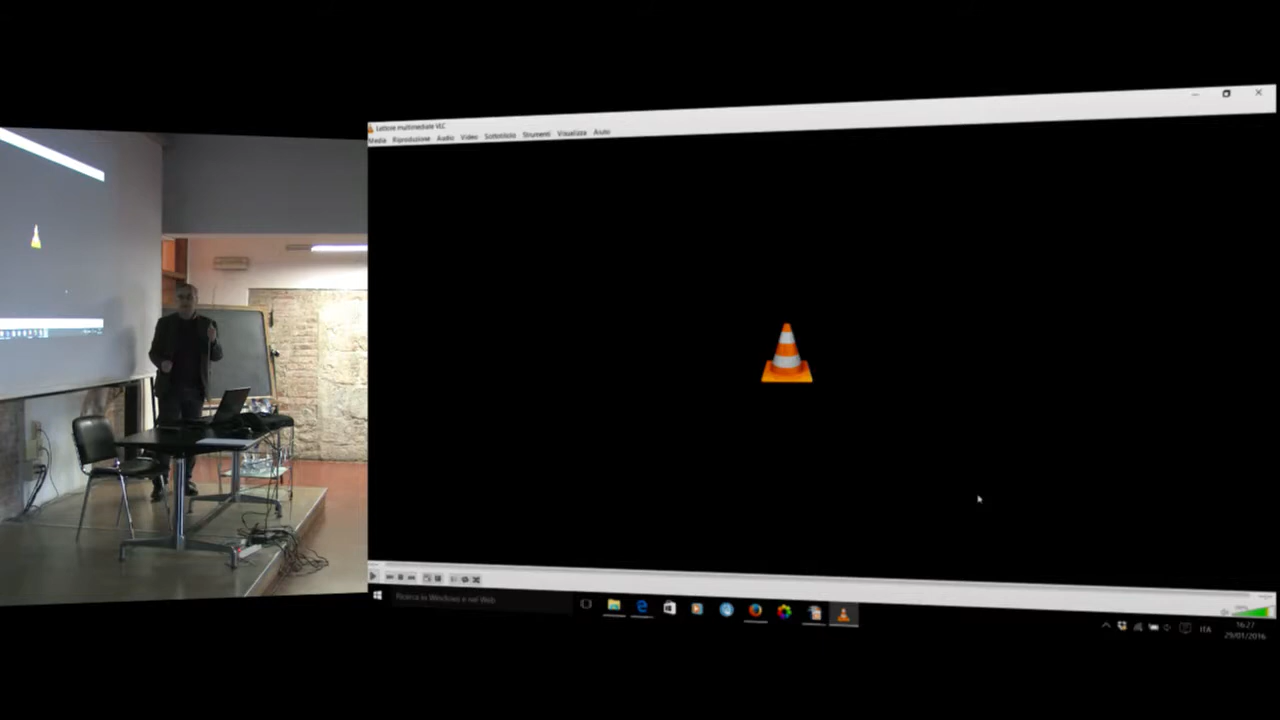 Lettore multimediale VLC
Media Riproduzione Audio Video Sottotitoli Strumenti Visualizza Aiuto
Ricerca in Windows e nel Web
ITA
16:27
29/01/2016